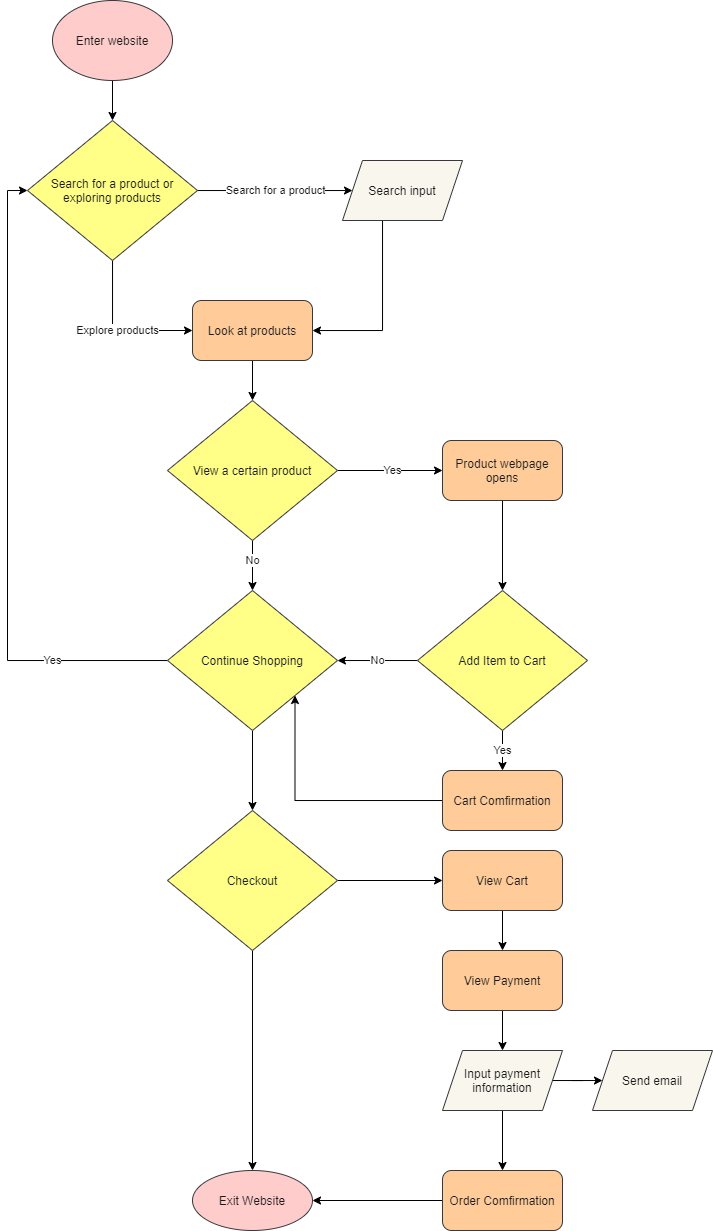 Enter website
Search for a product or
exploring products
Search for a product
Search input
Explore products
Look at products
View a certain product
Yes
Product webpage
opens
No
Continue Shopping
Yes
No
Add Item to Cart
Yes
Cart Comfirmation
Checkout
View Cart
View Payment
Input payment
information
Send email
Exit Website
Order Comfirmation